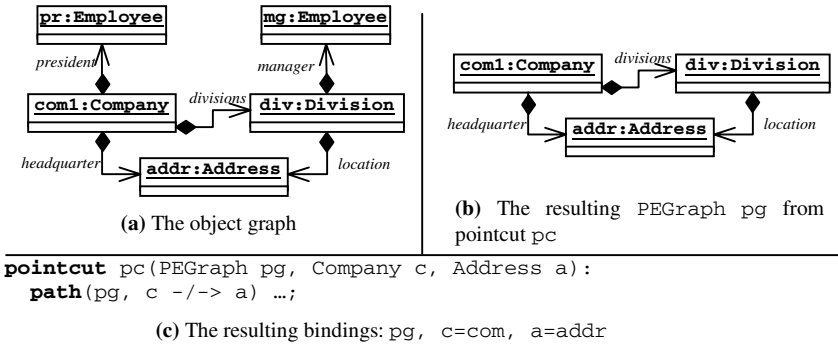 pr:Employee
mg:Employee
president
manager
com1:Company
divisions
div:Division
headquarter
addr:Address
location
(a) The object graph
com1:Company
divisions
div:Division
headquarter
addr:Address
location
(b) The resulting PEGraph pg from
pointcut pc
pointcut pc(PEGraph pg, Company c, Address a):
path(pg, c -/-> a) …;
(c) The resulting bindings: pg, c=com, a=addr